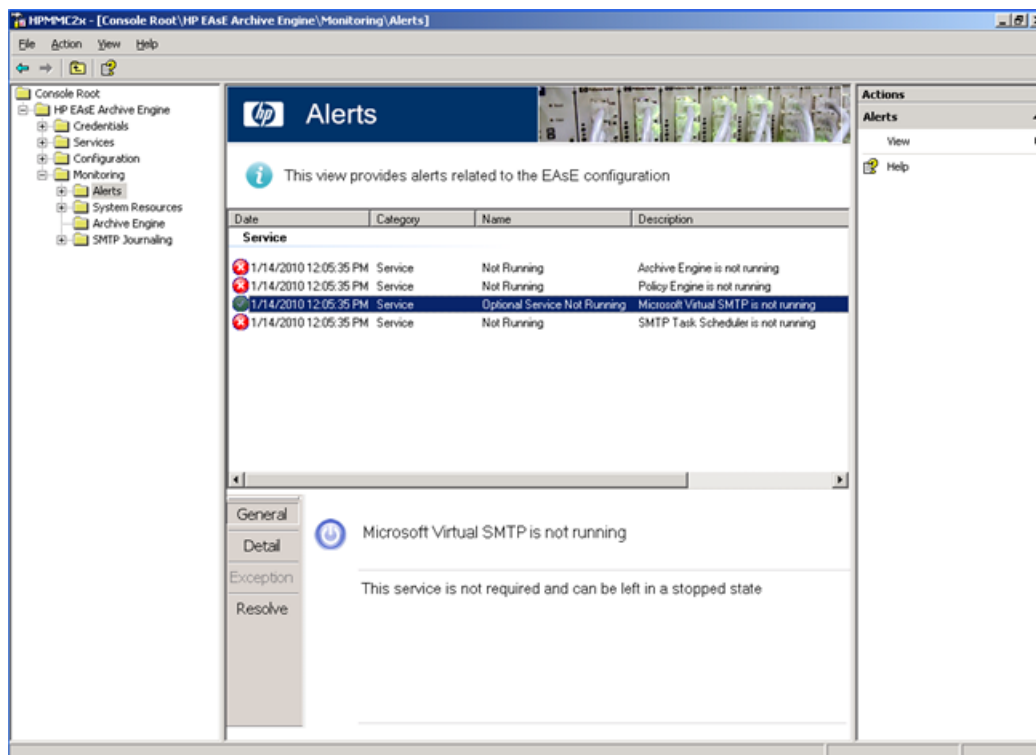 HPMMC2x - [Console Root\HP EAsE Archive Engine\Monitoring\Alerts]
File Action View Help
Console Root
HP EAsE Archive Engine
Credentials
Services
Configuration
Monitoring
Alerts
System Resources
Archive Engine
SMTP Journaling
hp Alerts
This view provides alerts related to the EAsE configuration
Date Category Name Description
Service
1/14/2010 12:05:35 PM Service Not Running Archive Engine is not running
1/14/2010 12:05:35 PM Service Not Running Policy Engine is not running
1/14/2010 12:05:35 PM Service Optional Service Not Running Microsoft Virtual SMTP is not running
1/14/2010 12:05:35 PM Service Not Running SMTP Task Scheduler is not running
General
Detail
Exception
Resolve
Microsoft Virtual SMTP is not running
This service is not required and can be left in a stopped state
Actions
Alerts
View
Help